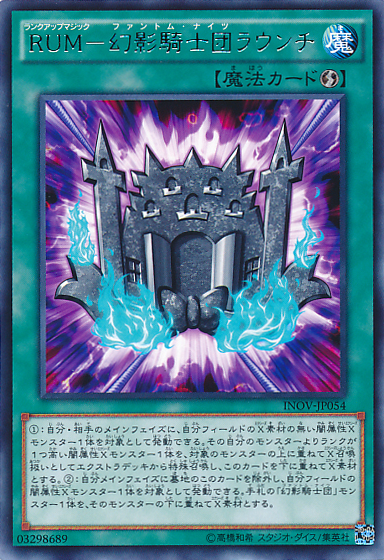 ランクアップマジック ファントム・ナイツ
RUM－幻影騎士団ラウンチ 魔
【魔法カード】
INOV-JP054
①：自分・相手のメインフェイズに、自分フィールドのX素材の無い闇属性X
モンスター1体を対象として発動できる。その自分のモンスターよりランクが
1つ高い闇属性Xモンスター1体を、対象のモンスターの上に重ねてX召喚
扱いとしてエクストラデッキから特殊召喚し、このカードを下に重ねてX素材
とする。②：自分メインフェイズに墓地のこのカードを除外し、自分フィールド
の闇属性Xモンスター1体を対象として発動できる。手札の「幻影騎士団」モン
スター1体を、そのモンスターの下に重ねてX素材とする。
03298689
©高橋和希 スタジオ・ダイス/集英社